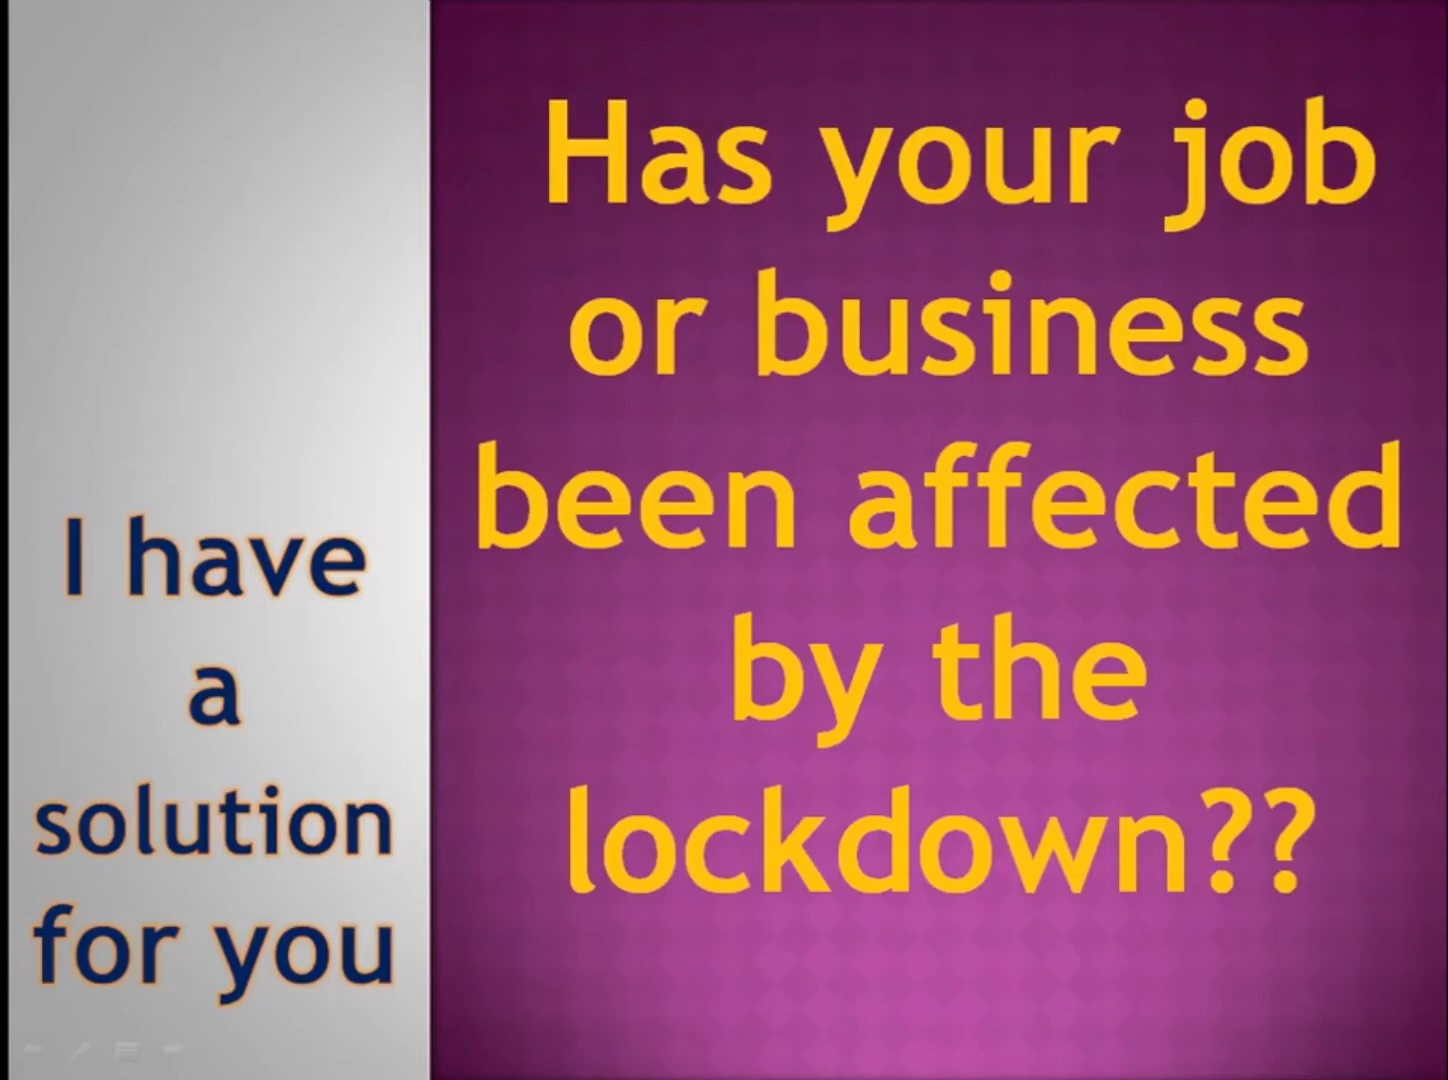 Has your job
or business
been affected
by the
lockdown??
I have
a
solution
for you